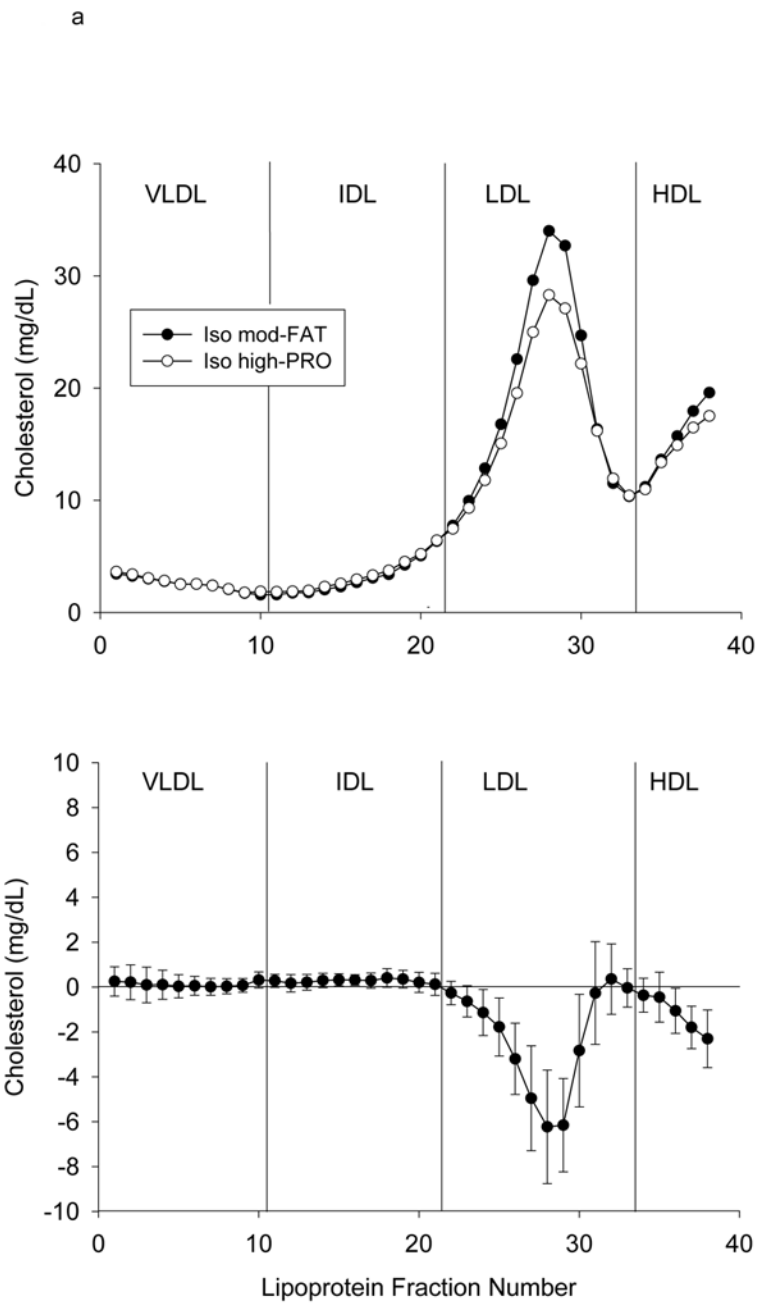 a
40
VLDL IDL LDL HDL
30
Iso mod-FAT
Iso high-PRO
Cholesterol (mg/dL)
20
10
0
0 10 20 30 40
10
VLDL IDL LDL HDL
8
6
4
2
Cholesterol (mg/dL)
0
-2
-4
-6
-8
-10
0 10 20 30 40
Lipoprotein Fraction Number